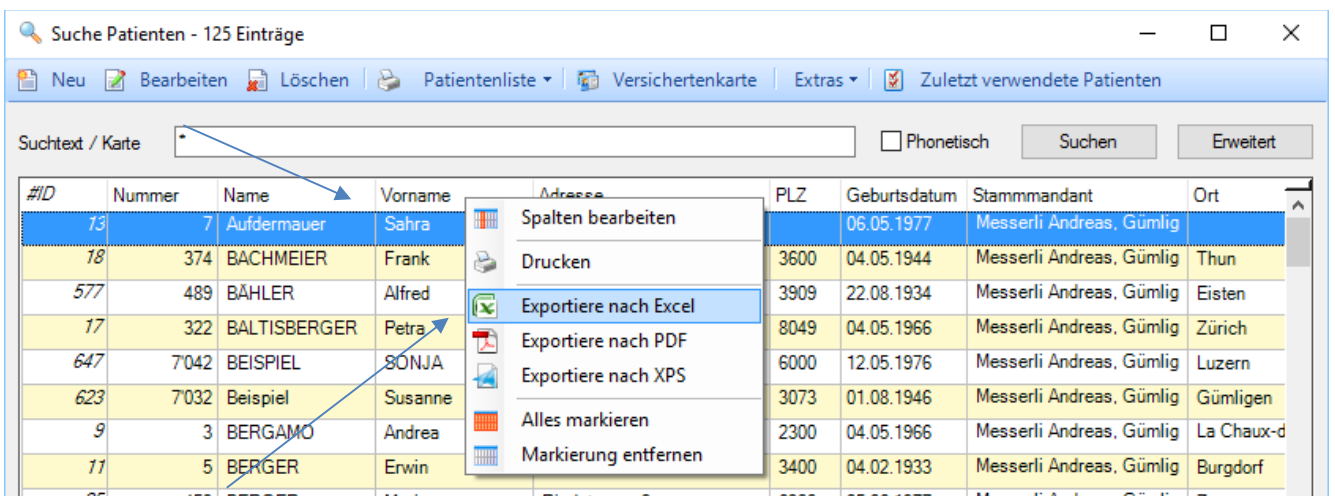 Suche Patienten - 125 Einträge
Neu Bearbeiten Löschen Patientenliste Versichertenkarte Extras Zuletzt verwendete Patienten
Suchtext / Karte * Phonetisch Suchen Erweitert
#ID Nummer Name Vorname Adresse PLZ Geburtsdatum Stammmandant Ort
13 7 Aufdermauer Sahra 06.05.1977 Messerli Andreas, Gümlig
18 374 BACHMEIER Frank 3600 04.05.1944 Messerli Andreas, Gümlig Thun
577 489 BÄHLER Alfred 3909 22.08.1934 Messerli Andreas, Gümlig Eisten
17 322 BALTISBERGER Petra 8049 04.05.1966 Messerli Andreas, Gümlig Zürich
647 7'042 BEISPIEL SONJA 6000 12.05.1976 Messerli Andreas, Gümlig Luzern
623 7'032 Beispiel Susanne 3073 01.08.1946 Messerli Andreas, Gümlig Gümligen
9 3 BERGAMO Andrea 2300 04.05.1966 Messerli Andreas, Gümlig La Chaux-d
11 5 BERGER Erwin 3400 04.02.1933 Messerli Andreas, Gümlig Burgdorf
Spalten bearbeiten
Drucken
Exportiere nach Excel
Exportiere nach PDF
Exportiere nach XPS
Alles markieren
Markierung entfernen